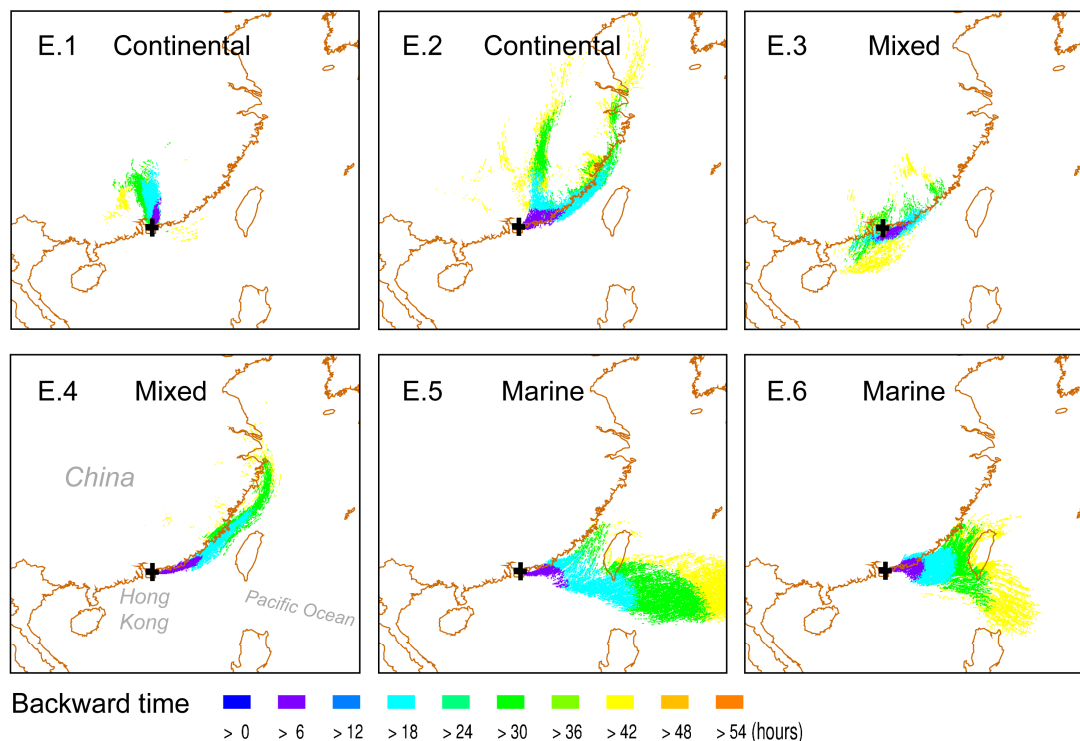 E.1 Continental
E.2 Continental
E.3 Mixed
E.4 Mixed
E.5 Marine
E.6 Marine
China
Hong
Kong
Pacific Ocean
Backward time
> 0 > 6 > 12 > 18 > 24 > 30 > 36 > 42 > 48 > 54 (hours)